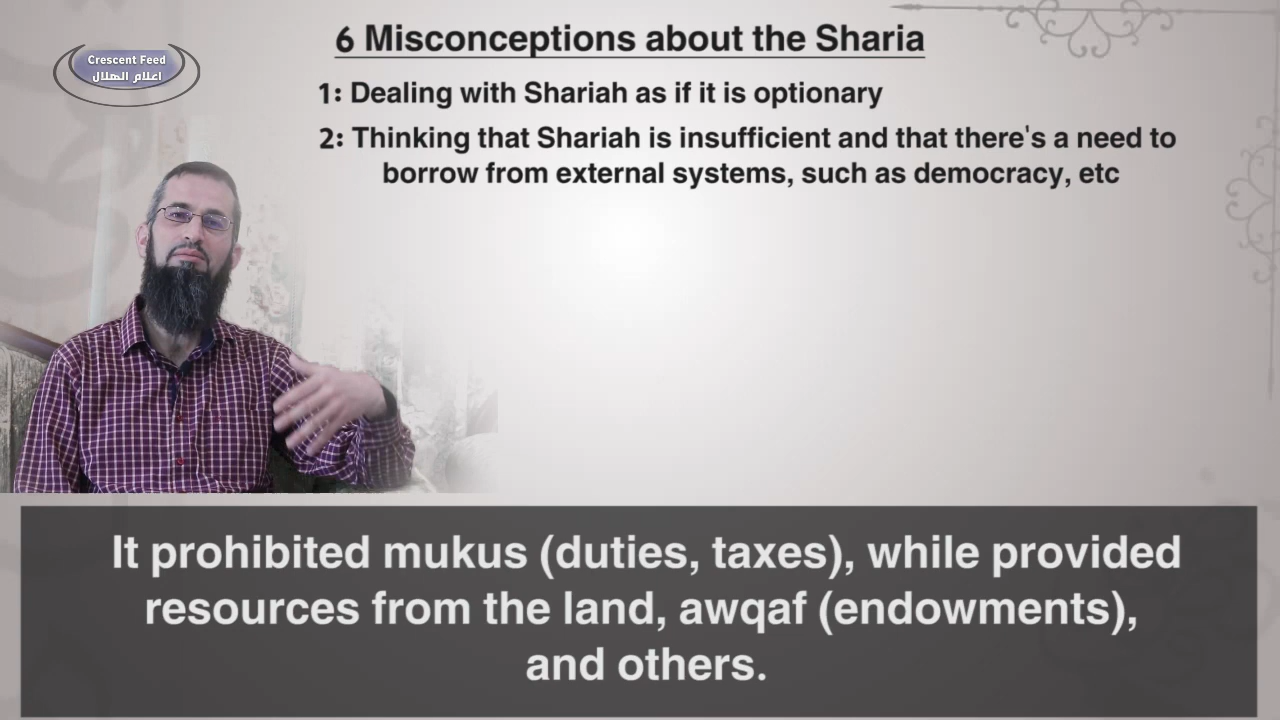 Crescent Feed
اعلام الهلال
6 Misconceptions about the Sharia
1: Dealing with Shariah as if it is optionary
2: Thinking that Shariah is insufficient and that there's a need to
borrow from external systems, such as democracy, etc
It prohibited mukus (duties, taxes), while provided
resources from the land, awqaf (endowments),
and others.